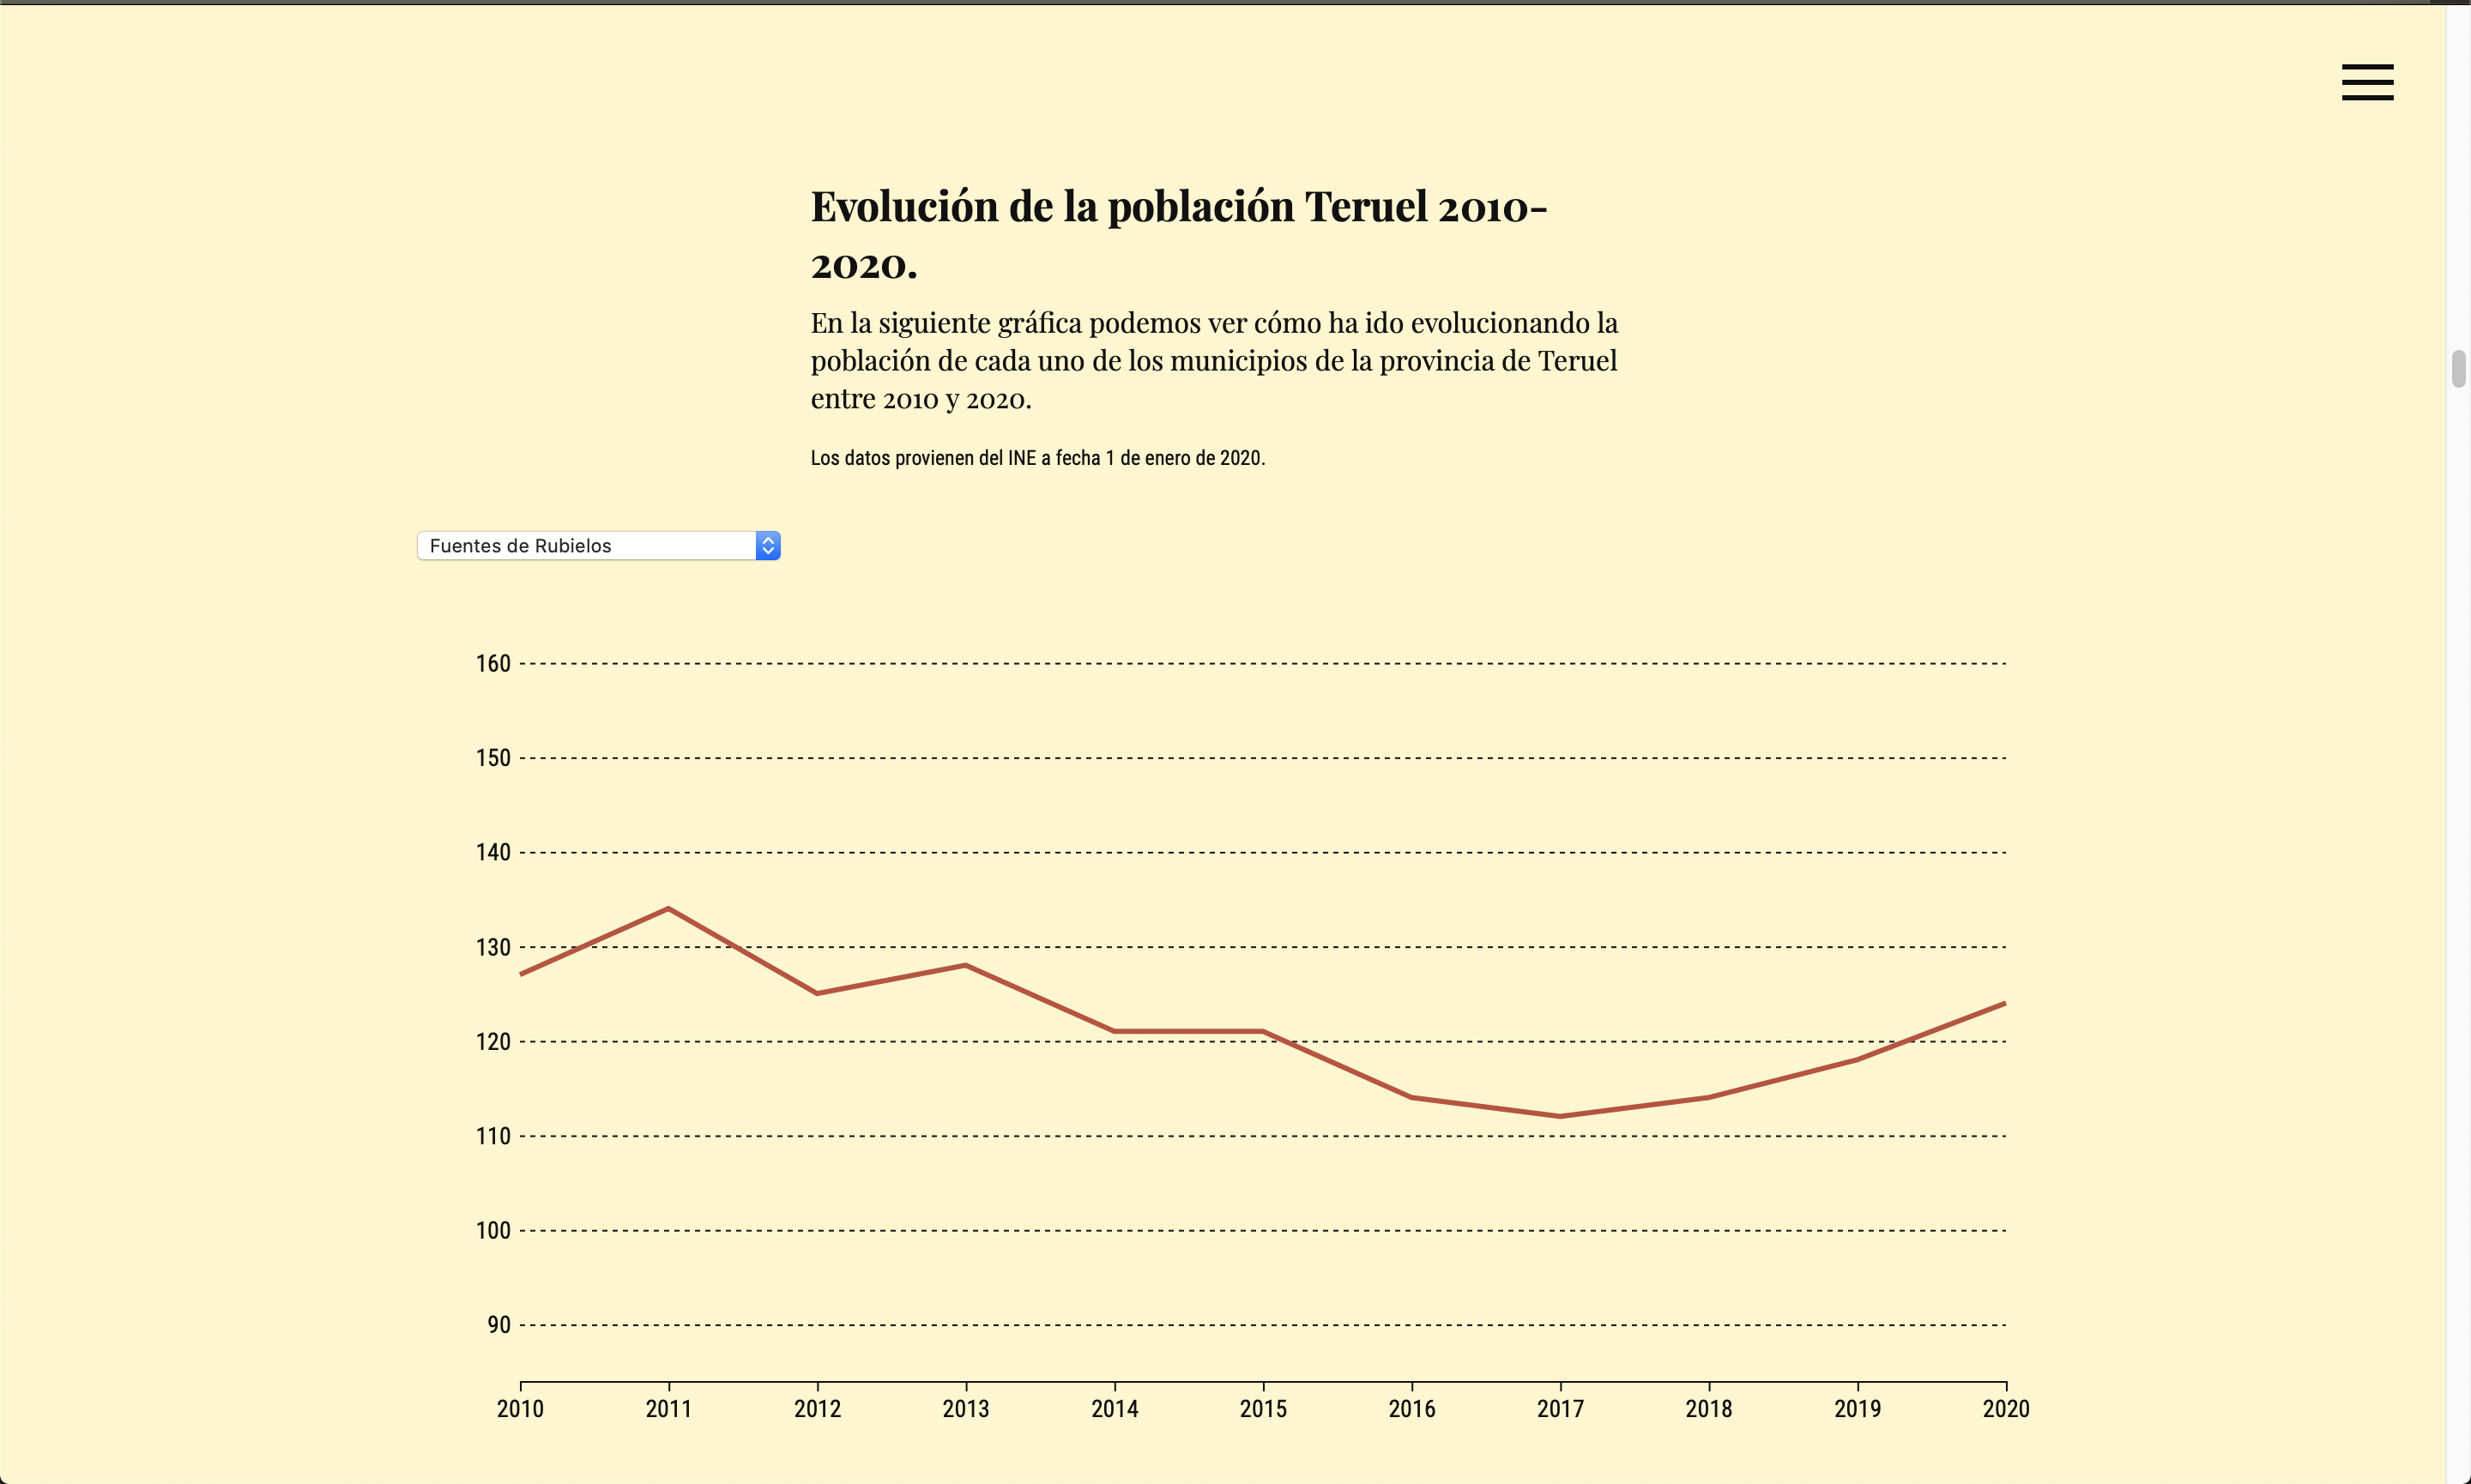 Evolución de la población Teruel 2010-
2020.
En la siguiente gráfica podemos ver cómo ha ido evolucionando la
población de cada uno de los municipios de la provincia de Teruel
entre 2010 y 2020.
Los datos provienen del INE a fecha 1 de enero de 2020.
Fuentes de Rubielos
160
150
140
130
120
110
100
90
2010 2011 2012 2013 2014 2015 2016 2017 2018 2019 2020